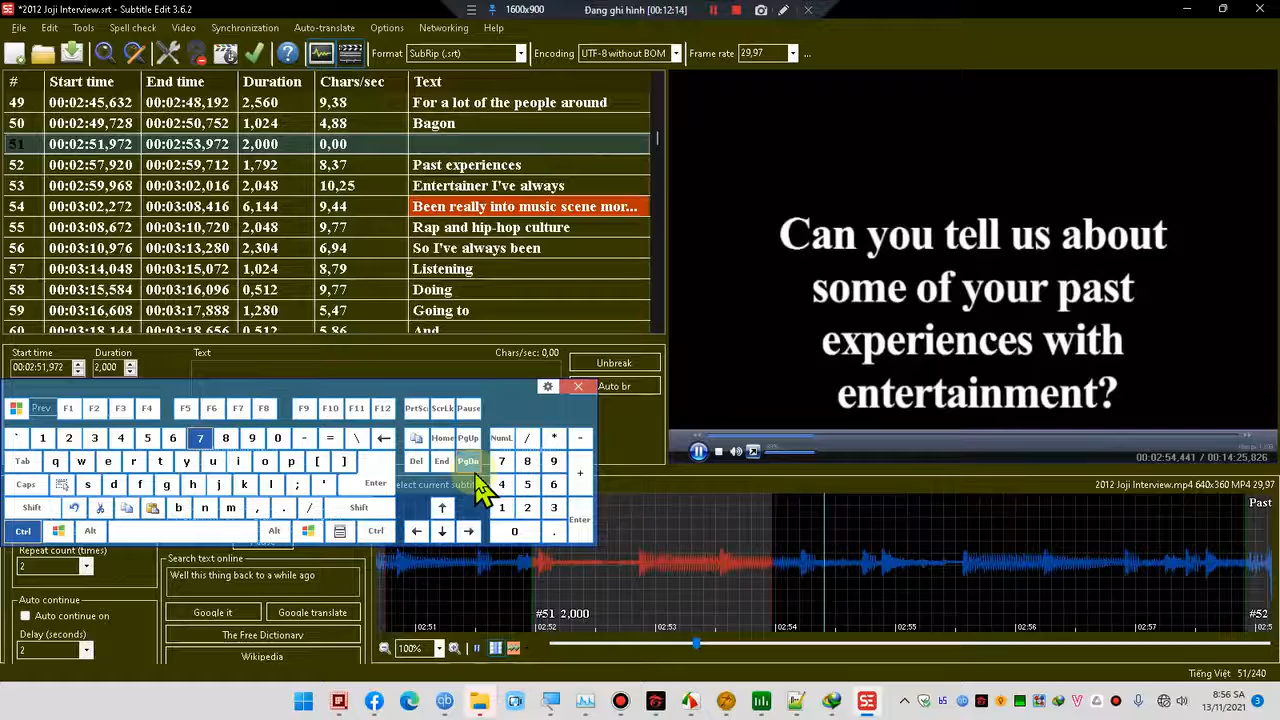 *2012 Joji Interview.srt - Subtitle Edit 3.6.2
1600x900
Đang ghi hình [00:12:14]
File Edit Tools Spell check Video Synchronization Auto-translate Options Networking Help
Format SubRip (.srt) Encoding UTF-8 without BOM Frame rate 29,97 ...
# Start time End time Duration Chars/sec Text
49 00:02:45,632 00:02:48,192 2,560 9,38 For a lot of the people around
50 00:02:49,728 00:02:50,752 1,024 4,88 Bagon
51 00:02:51,972 00:02:53,972 2,000 0,00
52 00:02:57,920 00:02:59,712 1,792 8,37 Past experiences
53 00:02:59,968 00:03:02,016 2,048 10,25 Entertainer I've always
54 00:03:02,272 00:03:08,416 6,144 9,44 Been really into music scene mor...
55 00:03:08,672 00:03:10,720 2,048 9,77 Rap and hip-hop culture
56 00:03:10,976 00:03:13,280 2,304 6,94 So I've always been
57 00:03:14,048 00:03:15,072 1,024 8,79 Listening
58 00:03:15,584 00:03:16,096 0,512 9,77 Doing
59 00:03:16,608 00:03:17,888 1,280 5,47 Going to
60 00:03:18,144 00:03:18,656 0,512 5,86 And
Can you tell us about
some of your past
experiences with
entertainment?
Start time Duration Text Chars/sec: 0,00
00:02:51,972 2,000
Unbreak
Auto br
Prev F1 F2 F3 F4 F5 F6 F7 F8 F9 F10 F11 F12 PrtSc ScrLk Pause
` 1 2 3 4 5 6 7 8 9 0 - = \ Home PgUp NumL / * -
Tab q w e r t y u i o p [ ] Del End PgDn 7 8 9 +
Caps s d f g h j k l ; ' Enter elect current subti 4 5 6
Shift b n m , . / Shift 1 2 3
Ctrl Alt Alt Ctrl 0 . Enter
00:02:54,441 / 00:14:25,826
2012 Joji Interview.mp4 640x360 MP4 29,97
Past
#51 2,000
#52
02:51 02:52 02:53 02:54 02:55 02:56 02:57
100%
Repeat count (times)
2
Auto continue
Auto continue on
Delay (seconds)
2
Search text online
Well this thing back to a while ago
Google it Google translate
The Free Dictionary
Wikipedia
Tiếng Việt 51/240
8:56 SA
13/11/2021
3